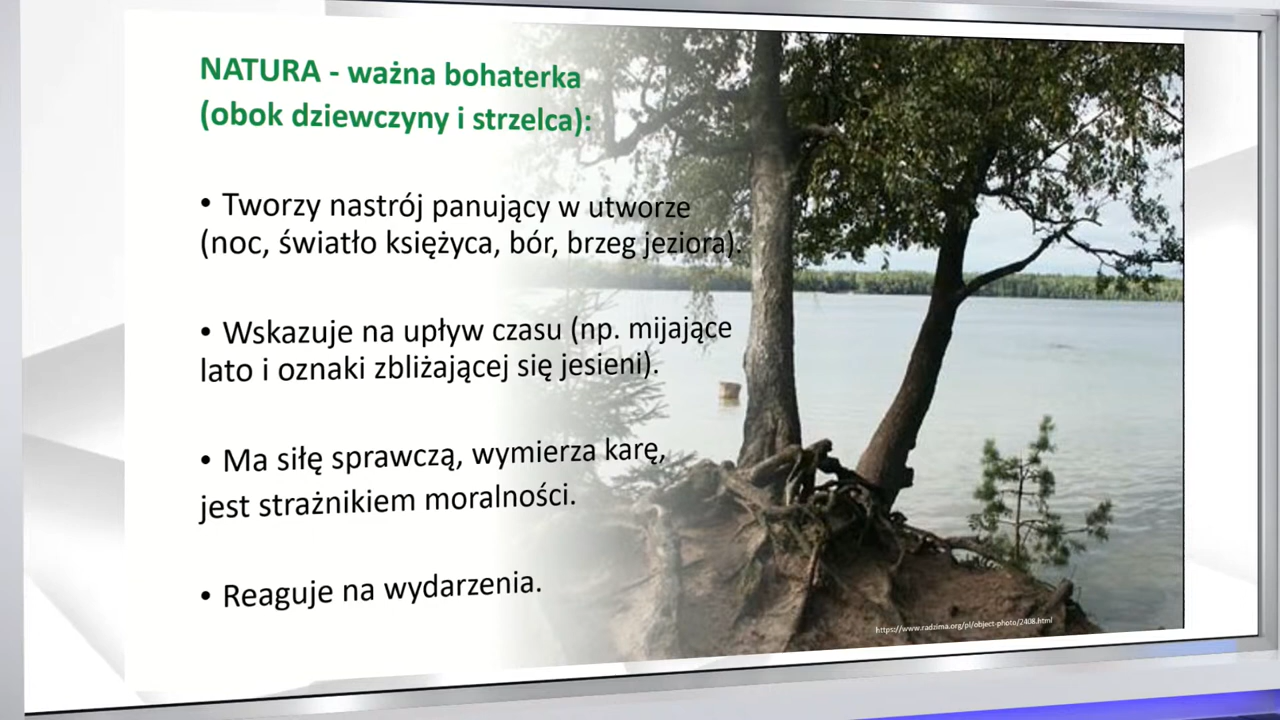 NATURA - ważna bohaterka
(obok dziewczyny i strzelca):
• Tworzy nastrój panujący w utworze
(noc, światło księżyca, bór, brzeg jeziora).
• Wskazuje na upływ czasu (np. mijające
lato i oznaki zbliżającej się jesieni).
• Ma siłę sprawczą, wymierza karę,
jest strażnikiem moralności.
• Reaguje na wydarzenia.
https://www.radzima.org/pl/object-photo/2408.html